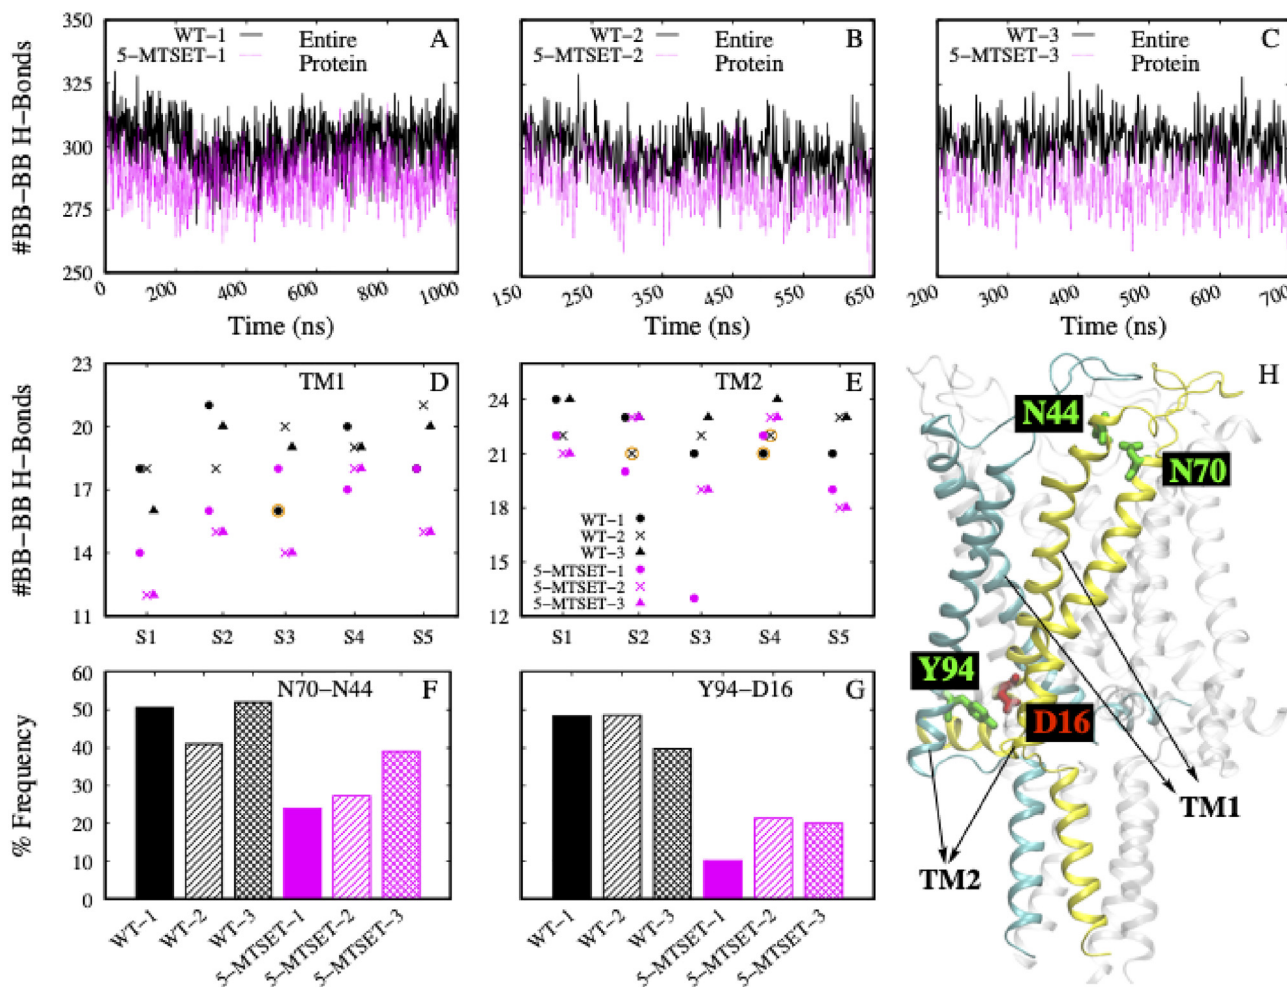 #BB−BB H−Bonds
350
325
300
275
250
WT−1
5−MTSET−1
Entire
Protein
A
0
200
400
600
800
1000
Time (ns)
WT−2
5−MTSET−2
Entire
Protein
B
150
250
350
450
550
650
Time (ns)
WT−3
5−MTSET−3
Entire
Protein
C
200
300
400
500
600
700
Time (ns)
#BB−BB H−Bonds
23
20
17
14
11
TM1
D
S1
S2
S3
S4
S5
24
21
18
15
12
TM2
E
WT−1
WT−2
WT−3
5−MTSET−1
5−MTSET−2
5−MTSET−3
S1
S2
S3
S4
S5
H
N44
N70
Y94
D16
TM1
TM2
% Frequency
60
50
40
30
20
10
0
N70−N44
F
WT−1
WT−2
WT−3
5−MTSET−1
5−MTSET−2
5−MTSET−3
Y94−D16
G
WT−1
WT−2
WT−3
5−MTSET−1
5−MTSET−2
5−MTSET−3